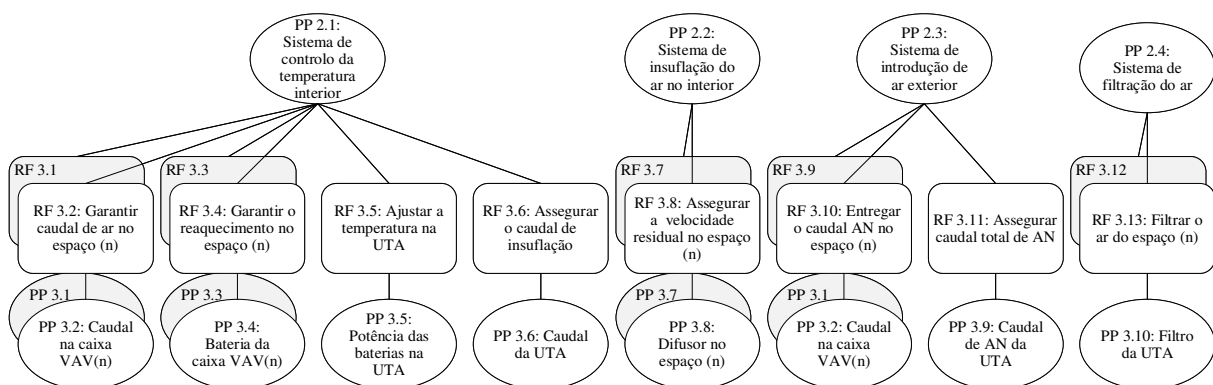 PP 2.1:
Sistema de
controlo da
temperatura
interior
PP 2.2:
Sistema de
insuflação do
ar no interior
PP 2.3:
Sistema de
introdução de
ar exterior
PP 2.4:
Sistema de
filtração do ar
RF 3.1
RF 3.2: Garantir
caudal de ar no
espaço (n)
RF 3.3
RF 3.4: Garantir o
reaquecimento no
espaço (n)
RF 3.5: Ajustar a
temperatura na
UTA
RF 3.6: Assegurar
o caudal de
insuflação
RF 3.7
RF 3.8: Assegurar
a velocidade
residual no espaço
(n)
RF 3.9
RF 3.10: Entregar
o caudal AN no
espaço (n)
RF 3.11: Assegurar
caudal total de AN
RF 3.12
RF 3.13: Filtrar o
ar do espaço (n)
PP 3.1
PP 3.2: Caudal
na caixa
VAV(n)
PP 3.3
PP 3.4:
Bateria da
caixa VAV(n)
PP 3.5:
Potência das
baterias na
UTA
PP 3.6: Caudal
da UTA
PP 3.7
PP 3.8:
Difusor no
espaço (n)
PP 3.1
PP 3.2: Caudal
na caixa
VAV(n)
PP 3.9: Caudal
de AN da
UTA
PP 3.10: Filtro
da UTA